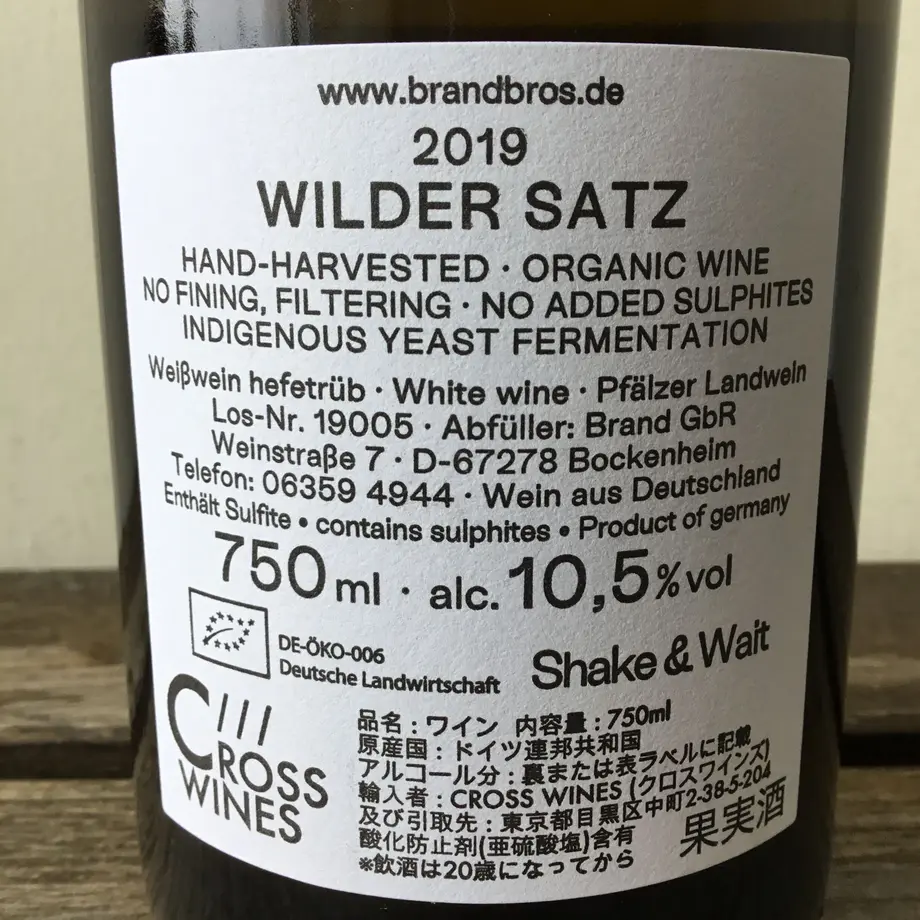 www.brandbros.de
2019
WILDER SATZ
HAND-HARVESTED · ORGANIC WINE
NO FINING, FILTERING · NO ADDED SULPHITES
INDIGENOUS YEAST FERMENTATION
Weißwein hefetrüb · White wine · Pfälzer Landwein
Los-Nr. 19005 · Abfüller: Brand GbR
Weinstraße 7 · D-67278 Bockenheim
Telefon: 06359 4944 · Wein aus Deutschland
Enthält Sulfite • contains sulphites • Product of germany
750 ml · alc. 10,5 % vol
DE-ÖKO-006
Deutsche Landwirtschaft
Shake & Wait
CROSS
WINES
品名：ワイン 内容量：750ml
原産国：ドイツ連邦共和国
アルコール分：裏または表ラベルに記載
輸入者：CROSS WINES (クロスワインズ)
及び引取先：東京都目黒区中町2-38-5-204
酸化防止剤(亜硫酸塩)含有
果実酒
※飲酒は20歳になってから